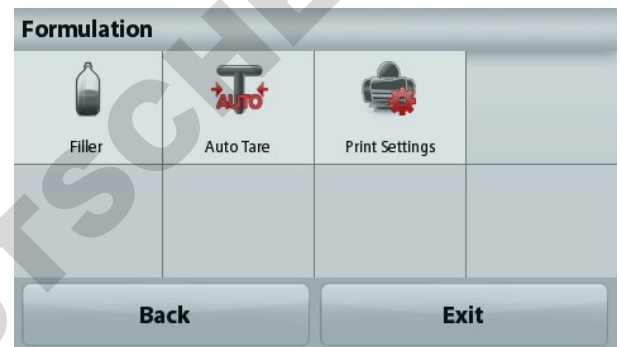 Formulation
AUTO
Filler
Auto Tare
Print Settings
Back
Exit